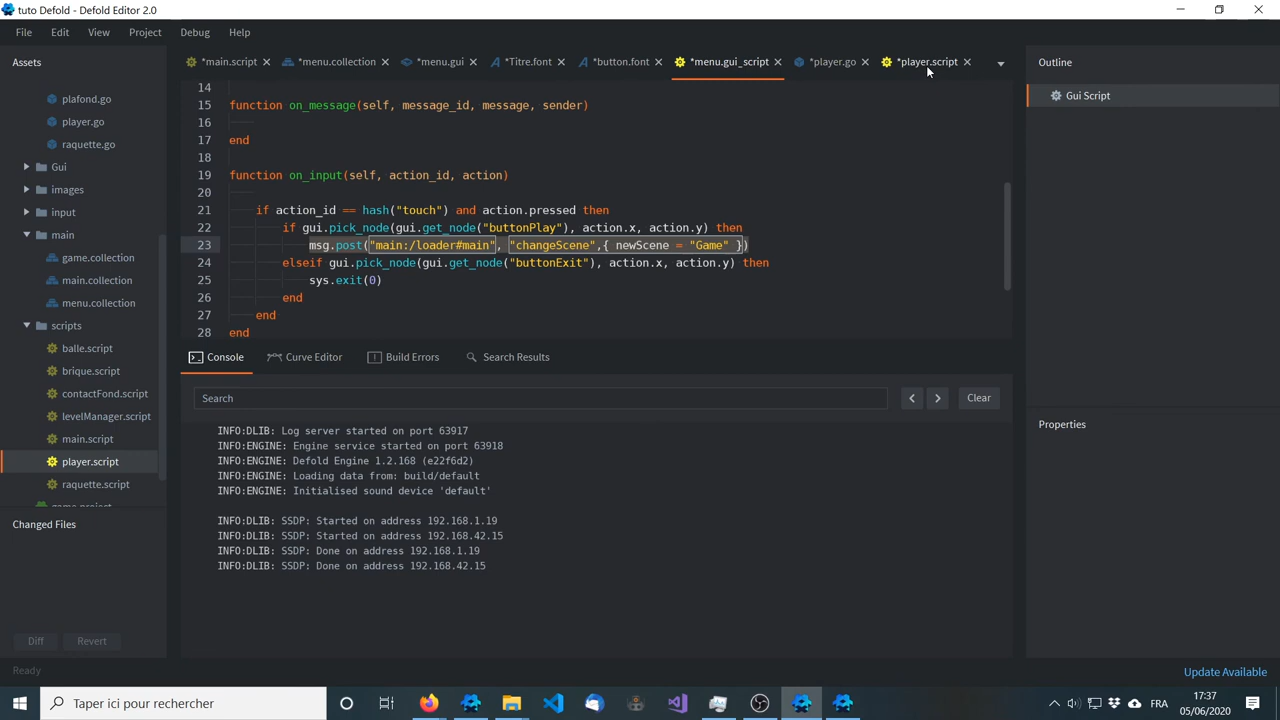 tuto Defold - Defold Editor 2.0
File Edit View Project Debug Help
Assets
plafond.go
player.go
raquette.go
Gui
images
input
main
game.collection
main.collection
menu.collection
scripts
balle.script
brique.script
contactFond.script
levelManager.script
main.script
player.script
raquette.script
Changed Files
Diff Revert
Ready
*main.script *menu.collection *menu.gui *Titre.font *button.font *menu.gui_script *player.go *player.script
14
15 function on_message(self, message_id, message, sender)
16
17 end
18
19 function on_input(self, action_id, action)
20
21 if action_id == hash("touch") and action.pressed then
22 if gui.pick_node(gui.get_node("buttonPlay"), action.x, action.y) then
23 msg.post("main:/loader#main", "changeScene",{ newScene = "Game" })
24 elseif gui.pick_node(gui.get_node("buttonExit"), action.x, action.y) then
25 sys.exit(0)
26 end
27 end
28 end
Console Curve Editor Build Errors Search Results
Search
Clear
INFO:DLIB: Log server started on port 63917
INFO:ENGINE: Engine service started on port 63918
INFO:ENGINE: Defold Engine 1.2.168 (e22f6d2)
INFO:ENGINE: Loading data from: build/default
INFO:ENGINE: Initialised sound device 'default'
INFO:DLIB: SSDP: Started on address 192.168.1.19
INFO:DLIB: SSDP: Started on address 192.168.42.15
INFO:DLIB: SSDP: Done on address 192.168.1.19
INFO:DLIB: SSDP: Done on address 192.168.42.15
Outline
Gui Script
Properties
Update Available
Taper ici pour rechercher
FRA
17:37
05/06/2020